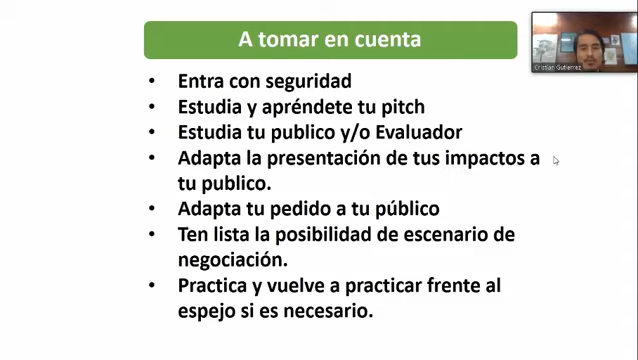 A tomar en cuenta
Cristian Gutierrez
• Entra con seguridad
• Estudia y apréndete tu pitch
• Estudia tu publico y/o Evaluador
• Adapta la presentación de tus impactos a
tu publico.
• Adapta tu pedido a tu público
• Ten lista la posibilidad de escenario de
negociación.
• Practica y vuelve a practicar frente al
espejo si es necesario.